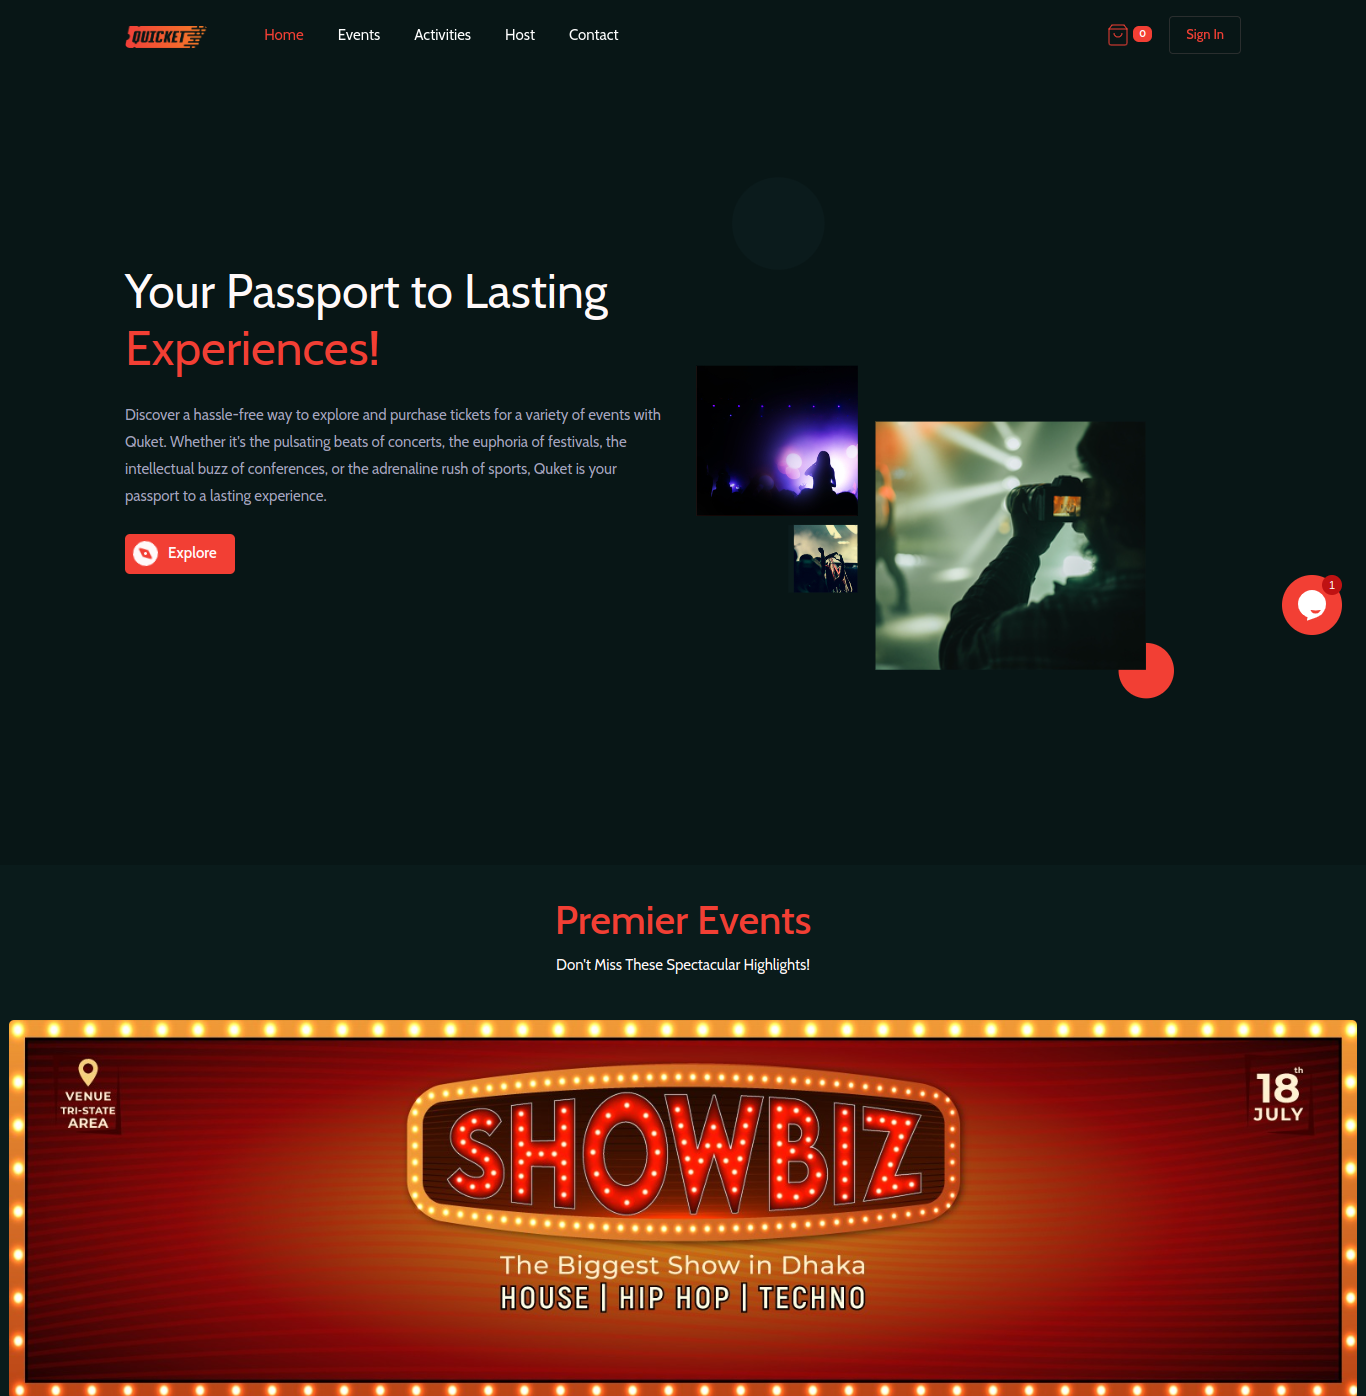 QUICKET
Home
Events
Activities
Host
Contact
0
Sign In
Your Passport to Lasting
Experiences!
Discover a hassle-free way to explore and purchase tickets for a variety of events with
Quket. Whether it's the pulsating beats of concerts, the euphoria of festivals, the
intellectual buzz of conferences, or the adrenaline rush of sports, Quket is your
passport to a lasting experience.
Explore
1
Premier Events
Don't Miss These Spectacular Highlights!
VENUE
TRI-STATE
AREA
SHOWBIZ
18th
JULY
The Biggest Show in Dhaka
HOUSE | HIP HOP | TECHNO